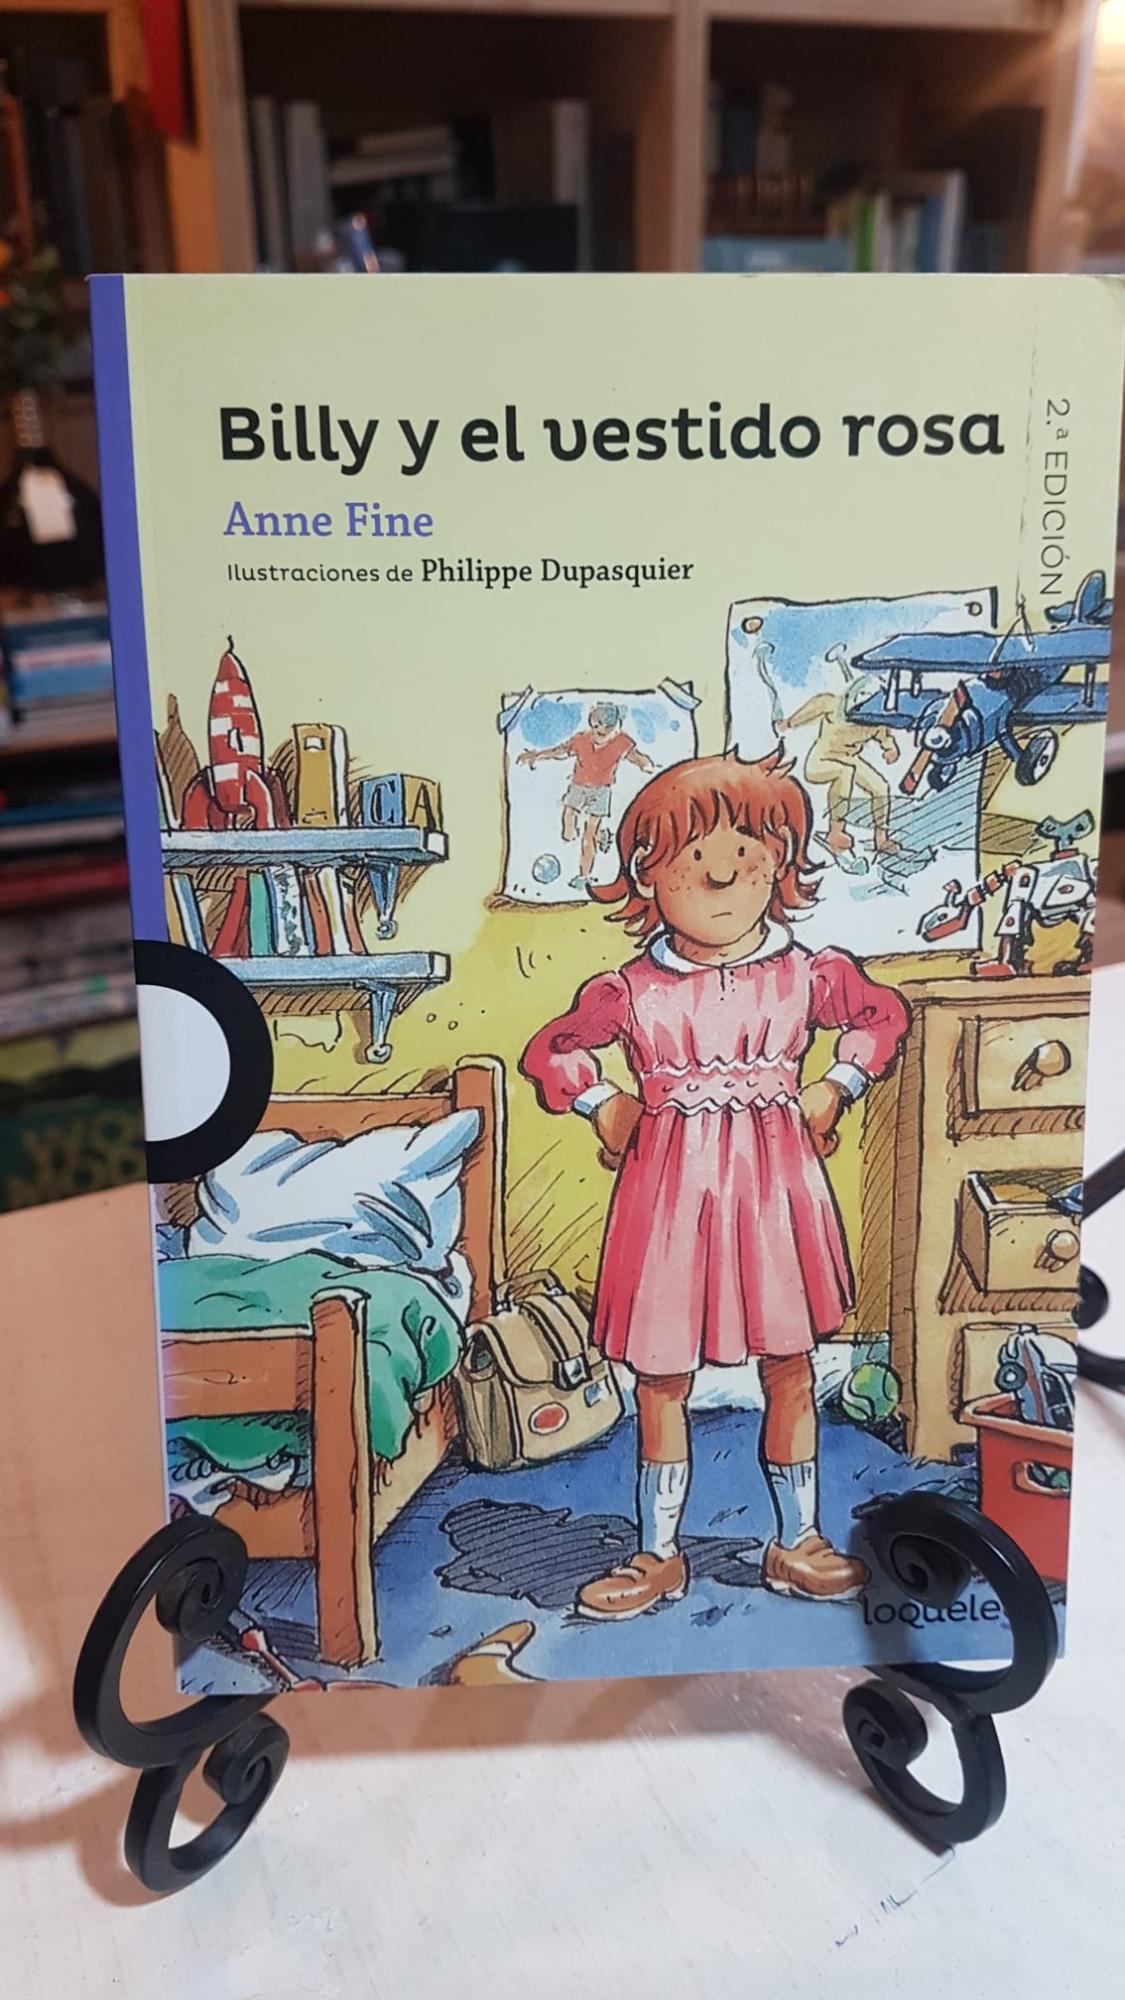 Billy y el vestido rosa
Anne Fine
Ilustraciones de Philippe Dupasquier
2.ª EDICIÓN
C A
loquele